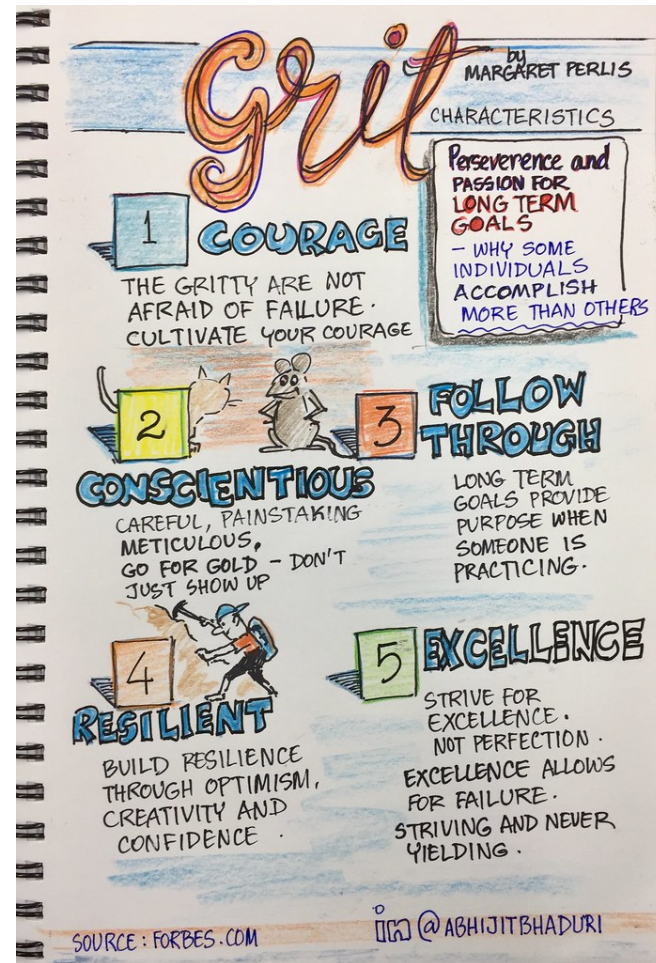 grit
by
MARGARET PERLIS
CHARACTERISTICS
Perseverence and
PASSION FOR
LONG TERM
GOALS
- WHY SOME
INDIVIDUALS
ACCOMPLISH
MORE THAN OTHERS
1 COURAGE
THE GRITTY ARE NOT
AFRAID OF FAILURE.
CULTIVATE YOUR COURAGE
2
CONSCIENTIOUS
CAREFUL, PAINSTAKING
METICULOUS,
GO FOR GOLD - DON'T
JUST SHOW UP
3 FOLLOW
THROUGH
LONG TERM
GOALS PROVIDE
PURPOSE WHEN
SOMEONE IS
PRACTICING.
4
RESILIENT
BUILD RESILIENCE
THROUGH OPTIMISM,
CREATIVITY AND
CONFIDENCE.
5 EXCELLENCE
STRIVE FOR
EXCELLENCE.
NOT PERFECTION.
EXCELLENCE ALLOWS
FOR FAILURE.
STRIVING AND NEVER
YIELDING.
SOURCE: FORBES.COM
in @ABHIJITBHADURI